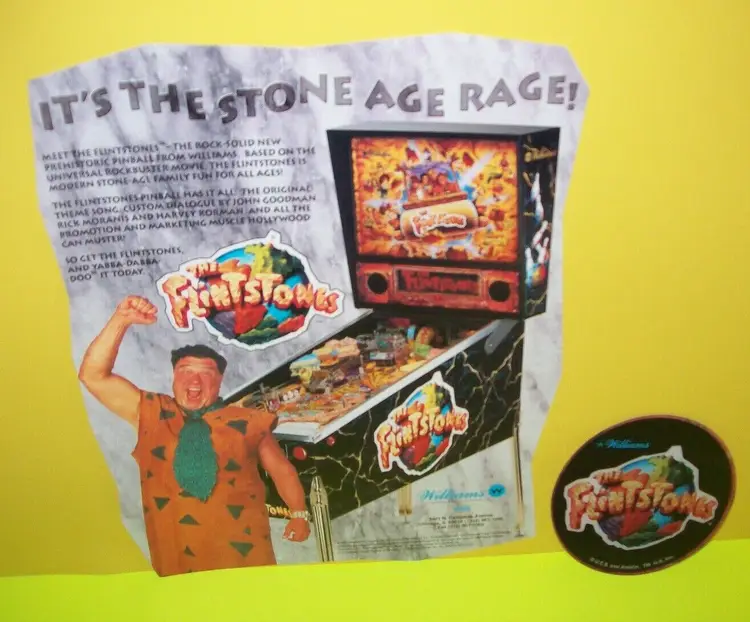 IT'S THE STONE AGE RAGE!
MEET THE FLINTSTONES™ - THE ROCK-SOLID NEW
PREHISTORIC PINBALL FROM WILLIAMS. BASED ON THE
UNIVERSAL ROCKBUSTER MOVIE, THE FLINTSTONES IS
MODERN STONE-AGE FAMILY FUN FOR ALL AGES!
THE FLINTSTONES PINBALL HAS IT ALL: THE ORIGINAL
THEME SONG, CUSTOM DIALOGUE BY JOHN GOODMAN,
RICK MORANIS AND HARVEY KORMAN, AND ALL THE
PROMOTION AND MARKETING MUSCLE HOLLYWOOD
CAN MUSTER!
SO GET THE FLINTSTONES,
AND YABBA-DABBA-
DOO™ IT TODAY.
THE
FLINTSTONES
THE
FLINTSTONES
Williams
Williams
THE
FLINTSTONES